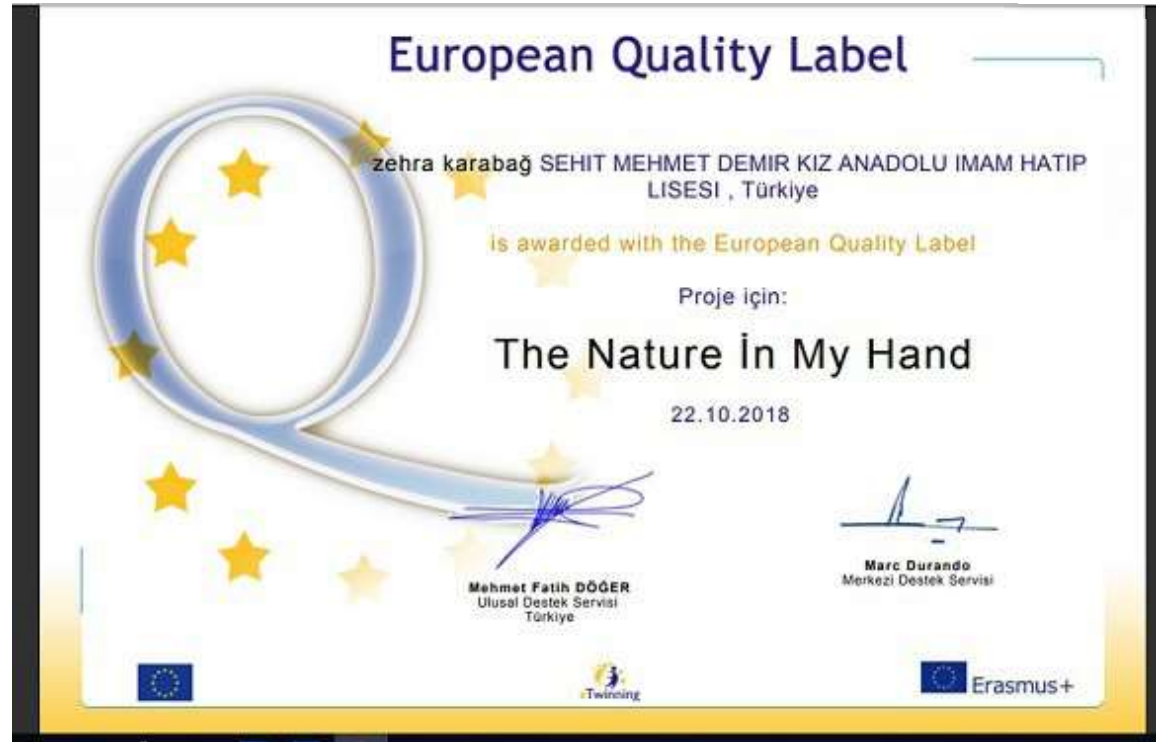 European Quality Label
zehra karabağ SEHIT MEHMET DEMIR KIZ ANADOLU IMAM HATIP
LISESI , Türkiye
is awarded with the European Quality Label
Proje için:
The Nature İn My Hand
22.10.2018
Mehmet Fatih DÖĞER
Ulusal Destek Servisi
Türkiye
Marc Durando
Merkezi Destek Servisi
eTwinning
Erasmus+